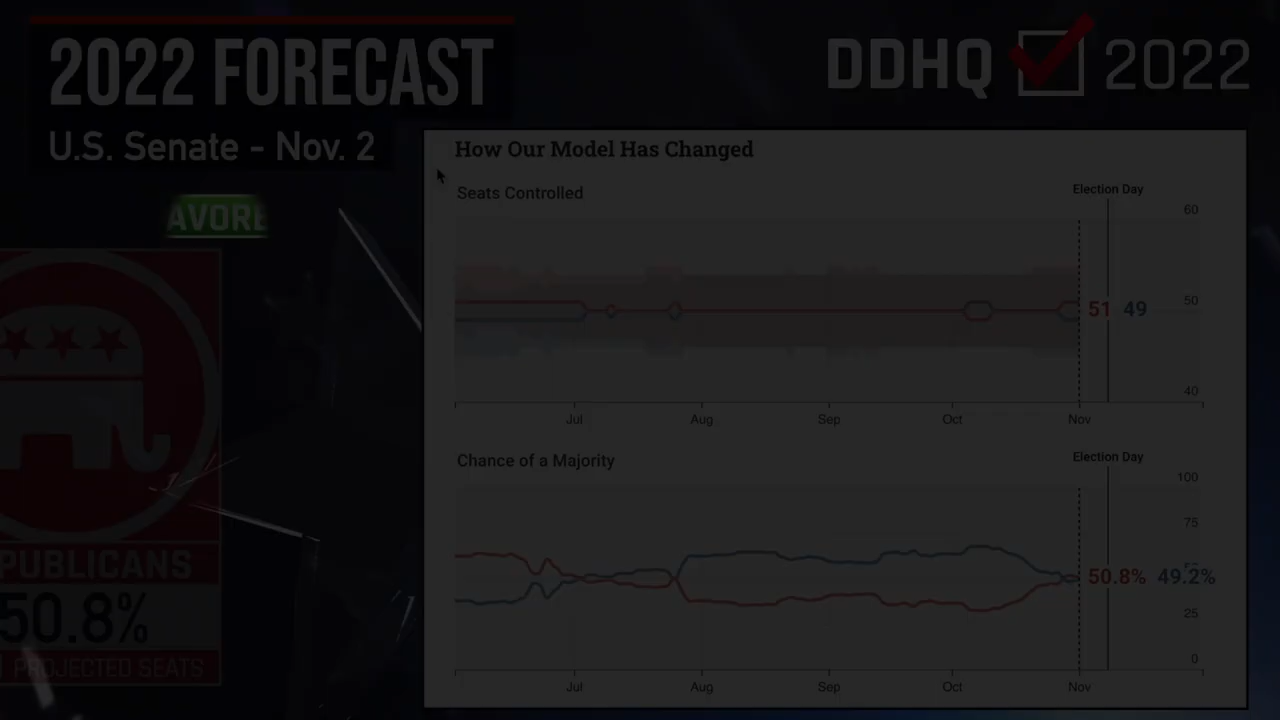 2022 FORECAST
U.S. Senate - Nov. 2
DDHQ 2022
AVORE
PUBLICANS
50.8%
PROJECTED SEATS
How Our Model Has Changed
Seats Controlled
Election Day
60
50
40
51 49
Jul Aug Sep Oct Nov
Chance of a Majority
Election Day
100
75
50.8% 49.2%
25
0
Jul Aug Sep Oct Nov